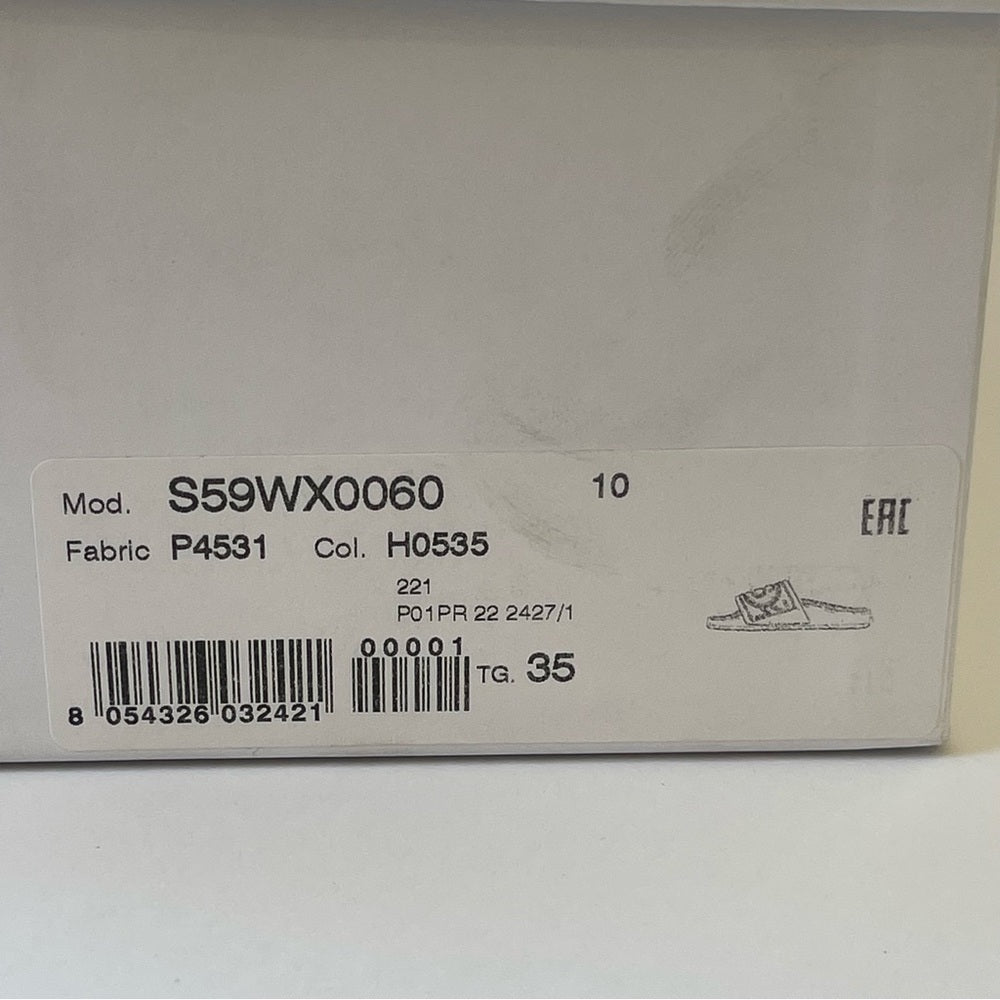 Mod. S59WX0060 10
EAC
Fabric P4531 Col. H0535
221
P01PR 22 2427/1
00001
TG. 35
8 054326 032421